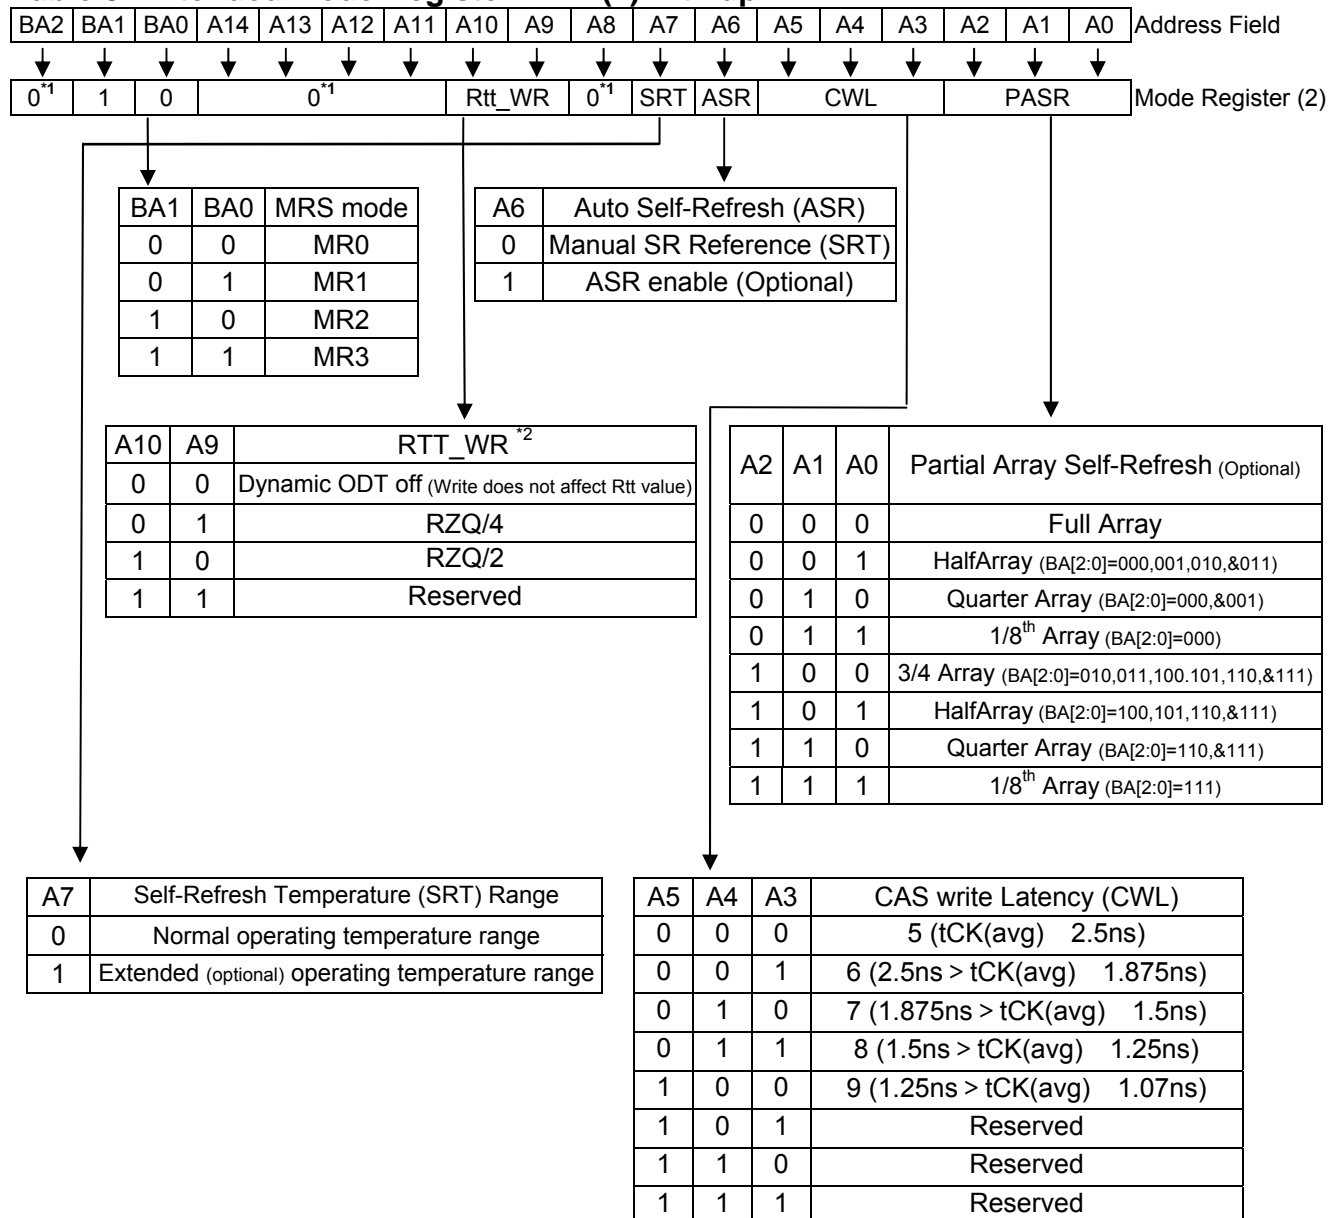 BA2 BA1 BA0 A14 A13 A12 A11 A10 A9 A8 A7 A6 A5 A4 A3 A2 A1 A0 Address Field
0*1 1 0 0*1 Rtt_WR 0*1 SRT ASR CWL PASR Mode Register (2)
BA1 BA0 MRS mode
0 0 MR0
0 1 MR1
1 0 MR2
1 1 MR3
A6 Auto Self-Refresh (ASR)
0 Manual SR Reference (SRT)
1 ASR enable (Optional)
A10 A9 RTT_WR *2
0 0 Dynamic ODT off (Write does not affect Rtt value)
0 1 RZQ/4
1 0 RZQ/2
1 1 Reserved
A2 A1 A0 Partial Array Self-Refresh (Optional)
0 0 0 Full Array
0 0 1 HalfArray (BA[2:0]=000,001,010,&011)
0 1 0 Quarter Array (BA[2:0]=000,&001)
0 1 1 1/8th Array (BA[2:0]=000)
1 0 0 3/4 Array (BA[2:0]=010,011,100.101,110,&111)
1 0 1 HalfArray (BA[2:0]=100,101,110,&111)
1 1 0 Quarter Array (BA[2:0]=110,&111)
1 1 1 1/8th Array (BA[2:0]=111)
A7 Self-Refresh Temperature (SRT) Range
0 Normal operating temperature range
1 Extended (optional) operating temperature range
A5 A4 A3 CAS write Latency (CWL)
0 0 0 5 (tCK(avg) 2.5ns)
0 0 1 6 (2.5ns > tCK(avg) 1.875ns)
0 1 0 7 (1.875ns > tCK(avg) 1.5ns)
0 1 1 8 (1.5ns > tCK(avg) 1.25ns)
1 0 0 9 (1.25ns > tCK(avg) 1.07ns)
1 0 1 Reserved
1 1 0 Reserved
1 1 1 Reserved